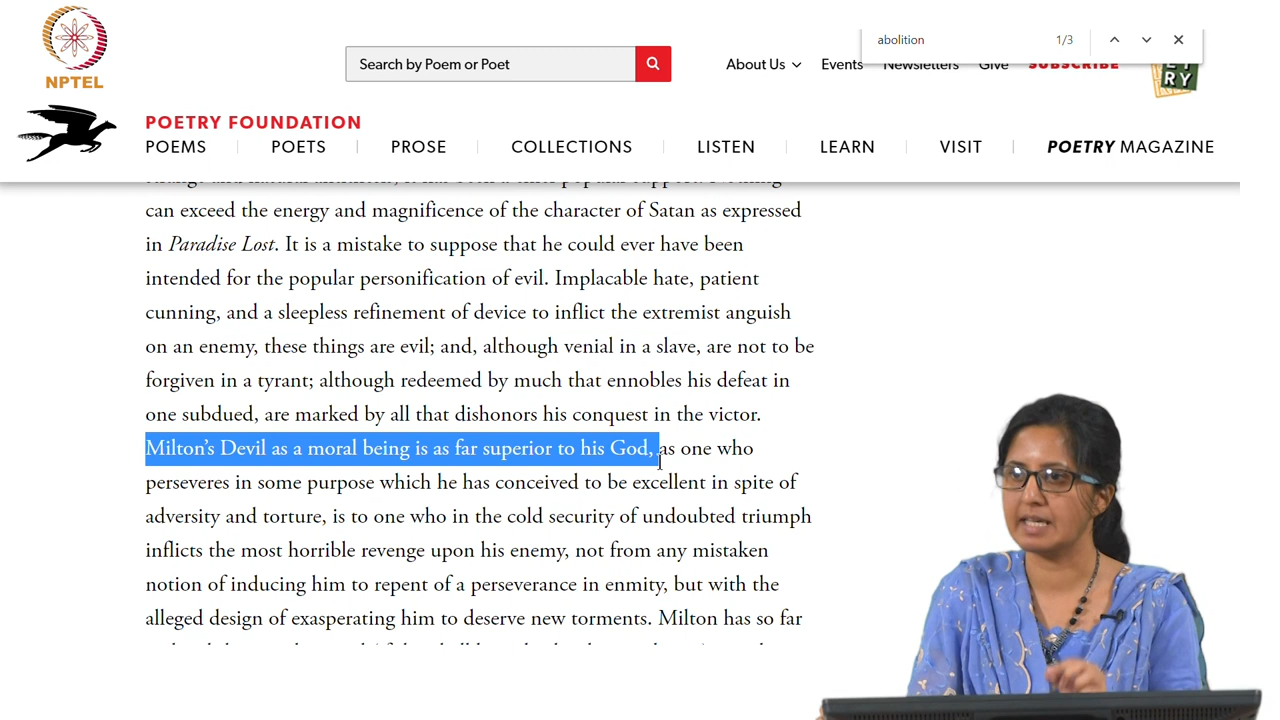 NPTEL
abolition 1/3
Search by Poem or Poet
About Us Events Newsletters Give SUBSCRIBE
RY
POETRY FOUNDATION
POEMS POETS PROSE COLLECTIONS LISTEN LEARN VISIT POETRY MAGAZINE
can exceed the energy and magnificence of the character of Satan as expressed
in Paradise Lost. It is a mistake to suppose that he could ever have been
intended for the popular personification of evil. Implacable hate, patient
cunning, and a sleepless refinement of device to inflict the extremist anguish
on an enemy, these things are evil; and, although venial in a slave, are not to be
forgiven in a tyrant; although redeemed by much that ennobles his defeat in
one subdued, are marked by all that dishonors his conquest in the victor.
Milton’s Devil as a moral being is as far superior to his God, as one who
perseveres in some purpose which he has conceived to be excellent in spite of
adversity and torture, is to one who in the cold security of undoubted triumph
inflicts the most horrible revenge upon his enemy, not from any mistaken
notion of inducing him to repent of a perseverance in enmity, but with the
alleged design of exasperating him to deserve new torments. Milton has so far